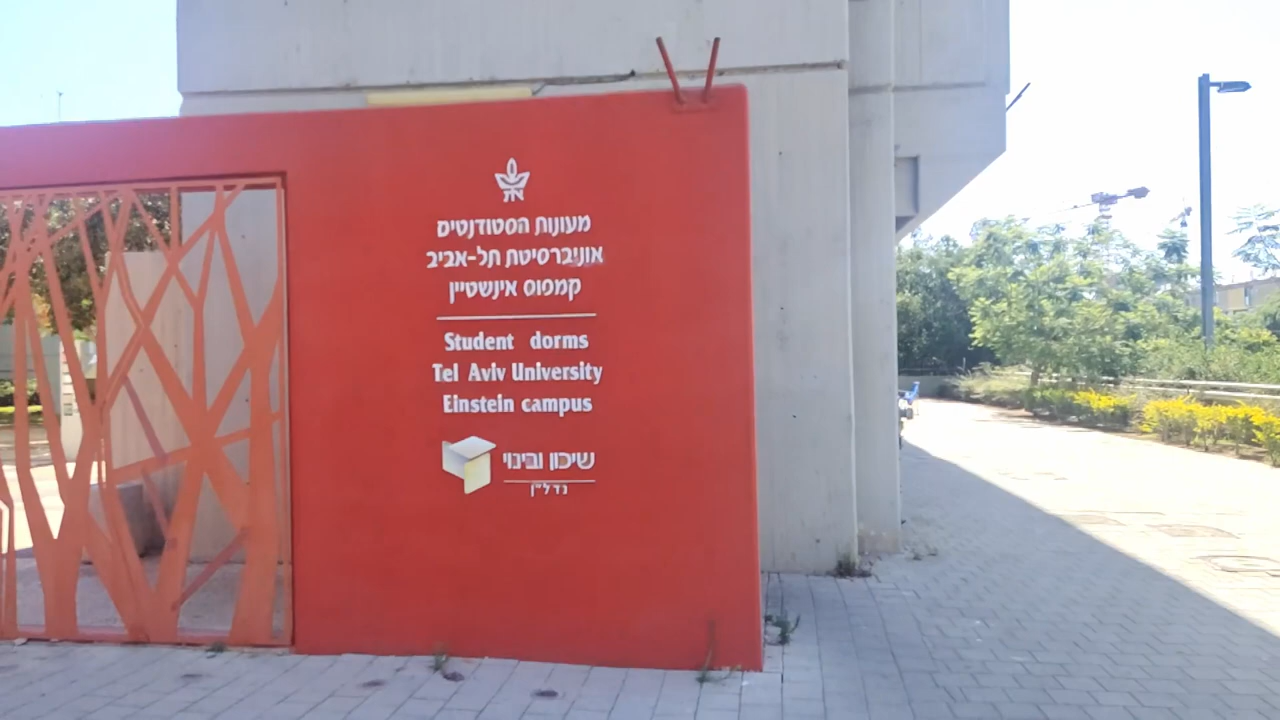 מעונות הסטודנטים
אוניברסיטת תל-אביב
קמפוס אינשטיין
Student dorms
Tel Aviv University
Einstein campus
שיכון ובינוי
נדל"ן